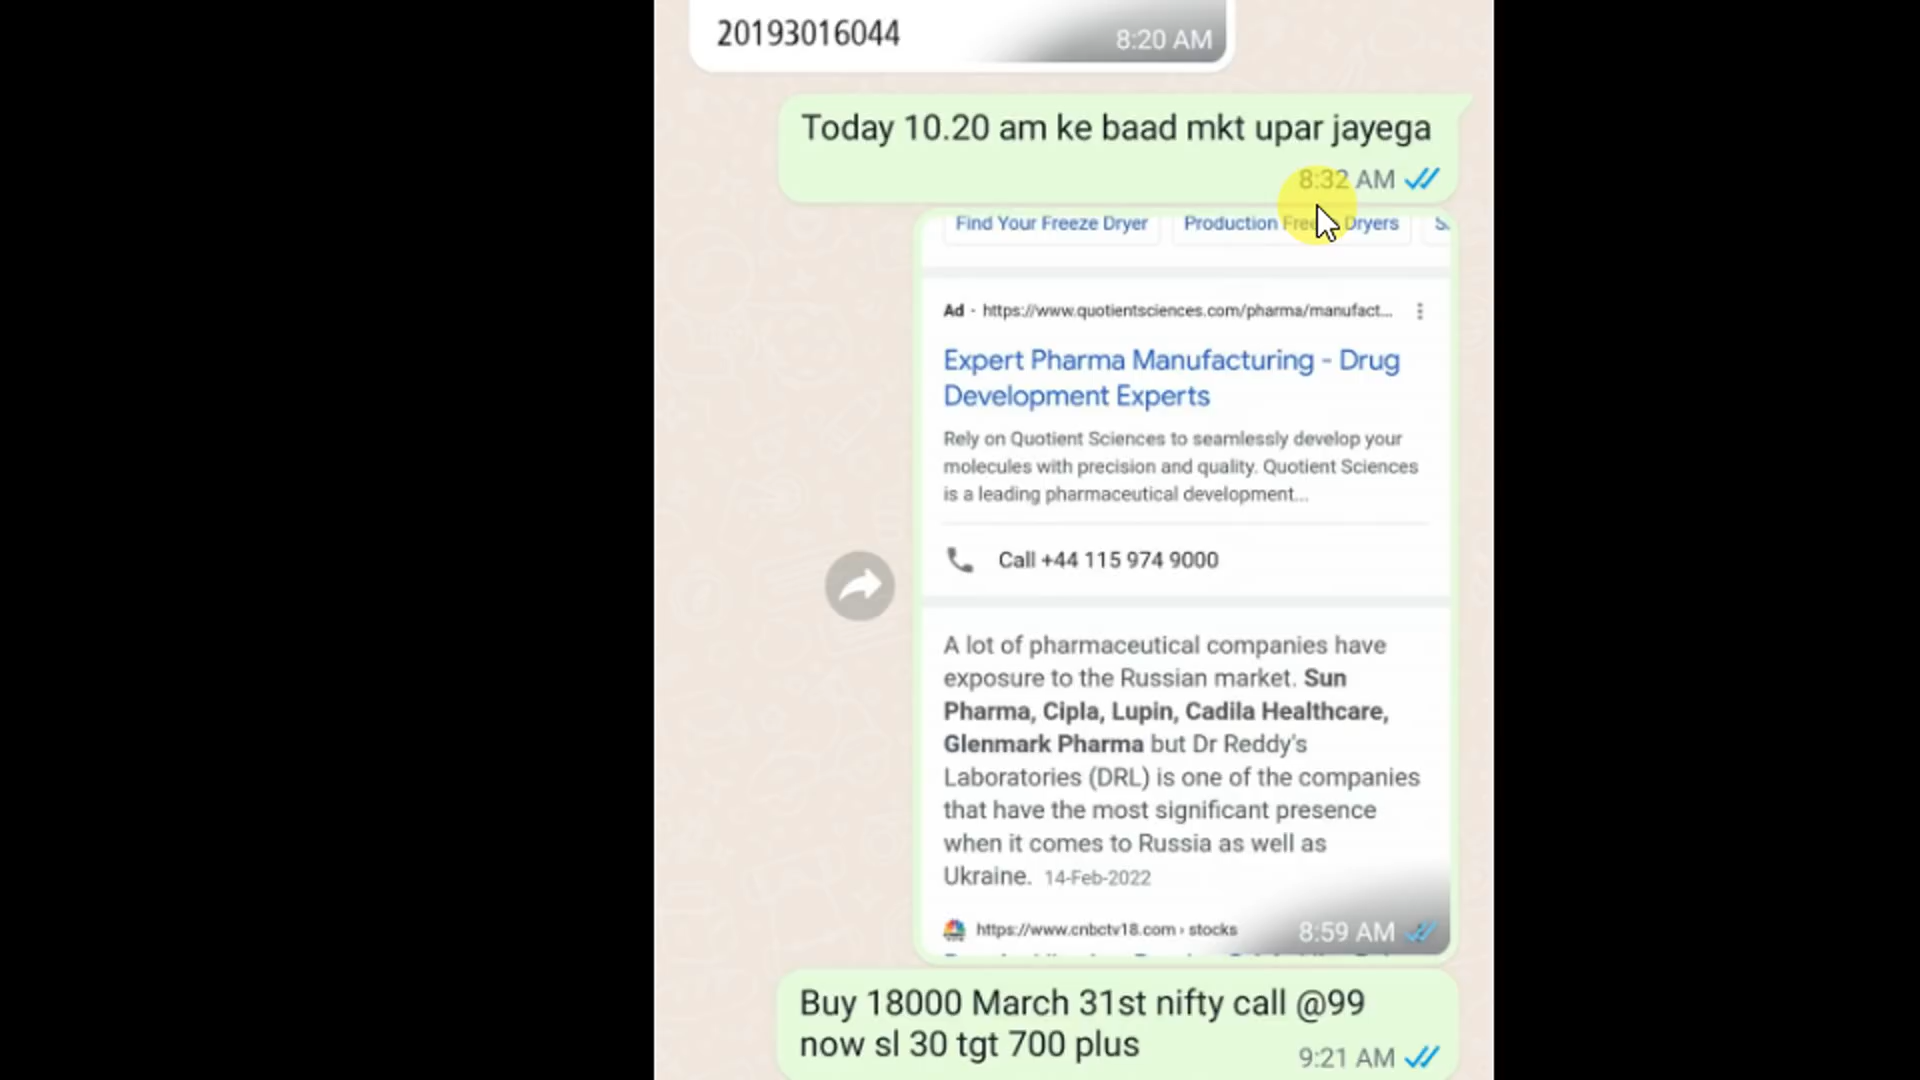 20193016044
8:20 AM
Today 10.20 am ke baad mkt upar jayega
8:32 AM
Find Your Freeze Dryer Production Free Dryers S
Ad - https://www.quotientsciences.com/pharma/manufact...
Expert Pharma Manufacturing - Drug
Development Experts
Rely on Quotient Sciences to seamlessly develop your
molecules with precision and quality. Quotient Sciences
is a leading pharmaceutical development...
Call +44 115 974 9000
A lot of pharmaceutical companies have
exposure to the Russian market. Sun
Pharma, Cipla, Lupin, Cadila Healthcare,
Glenmark Pharma but Dr Reddy's
Laboratories (DRL) is one of the companies
that have the most significant presence
when it comes to Russia as well as
Ukraine. 14-Feb-2022
https://www.cnbctv18.com › stocks
8:59 AM
Buy 18000 March 31st nifty call @99
now sl 30 tgt 700 plus
9:21 AM